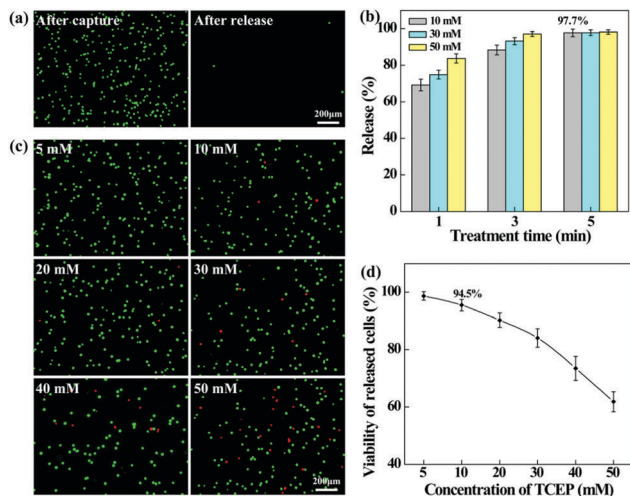 (a)
After capture
After release
200μm
(b)
10 mM
30 mM
50 mM
97.7%
100
80
60
40
20
0
Release (%)
1
3
5
Treatment time (min)
(c)
5 mM
10 mM
20 mM
30 mM
40 mM
50 mM
200μm
(d)
94.5%
100
80
60
40
Viability of released cells (%)
5
10
20
30
40
50
Concentration of TCEP (mM)